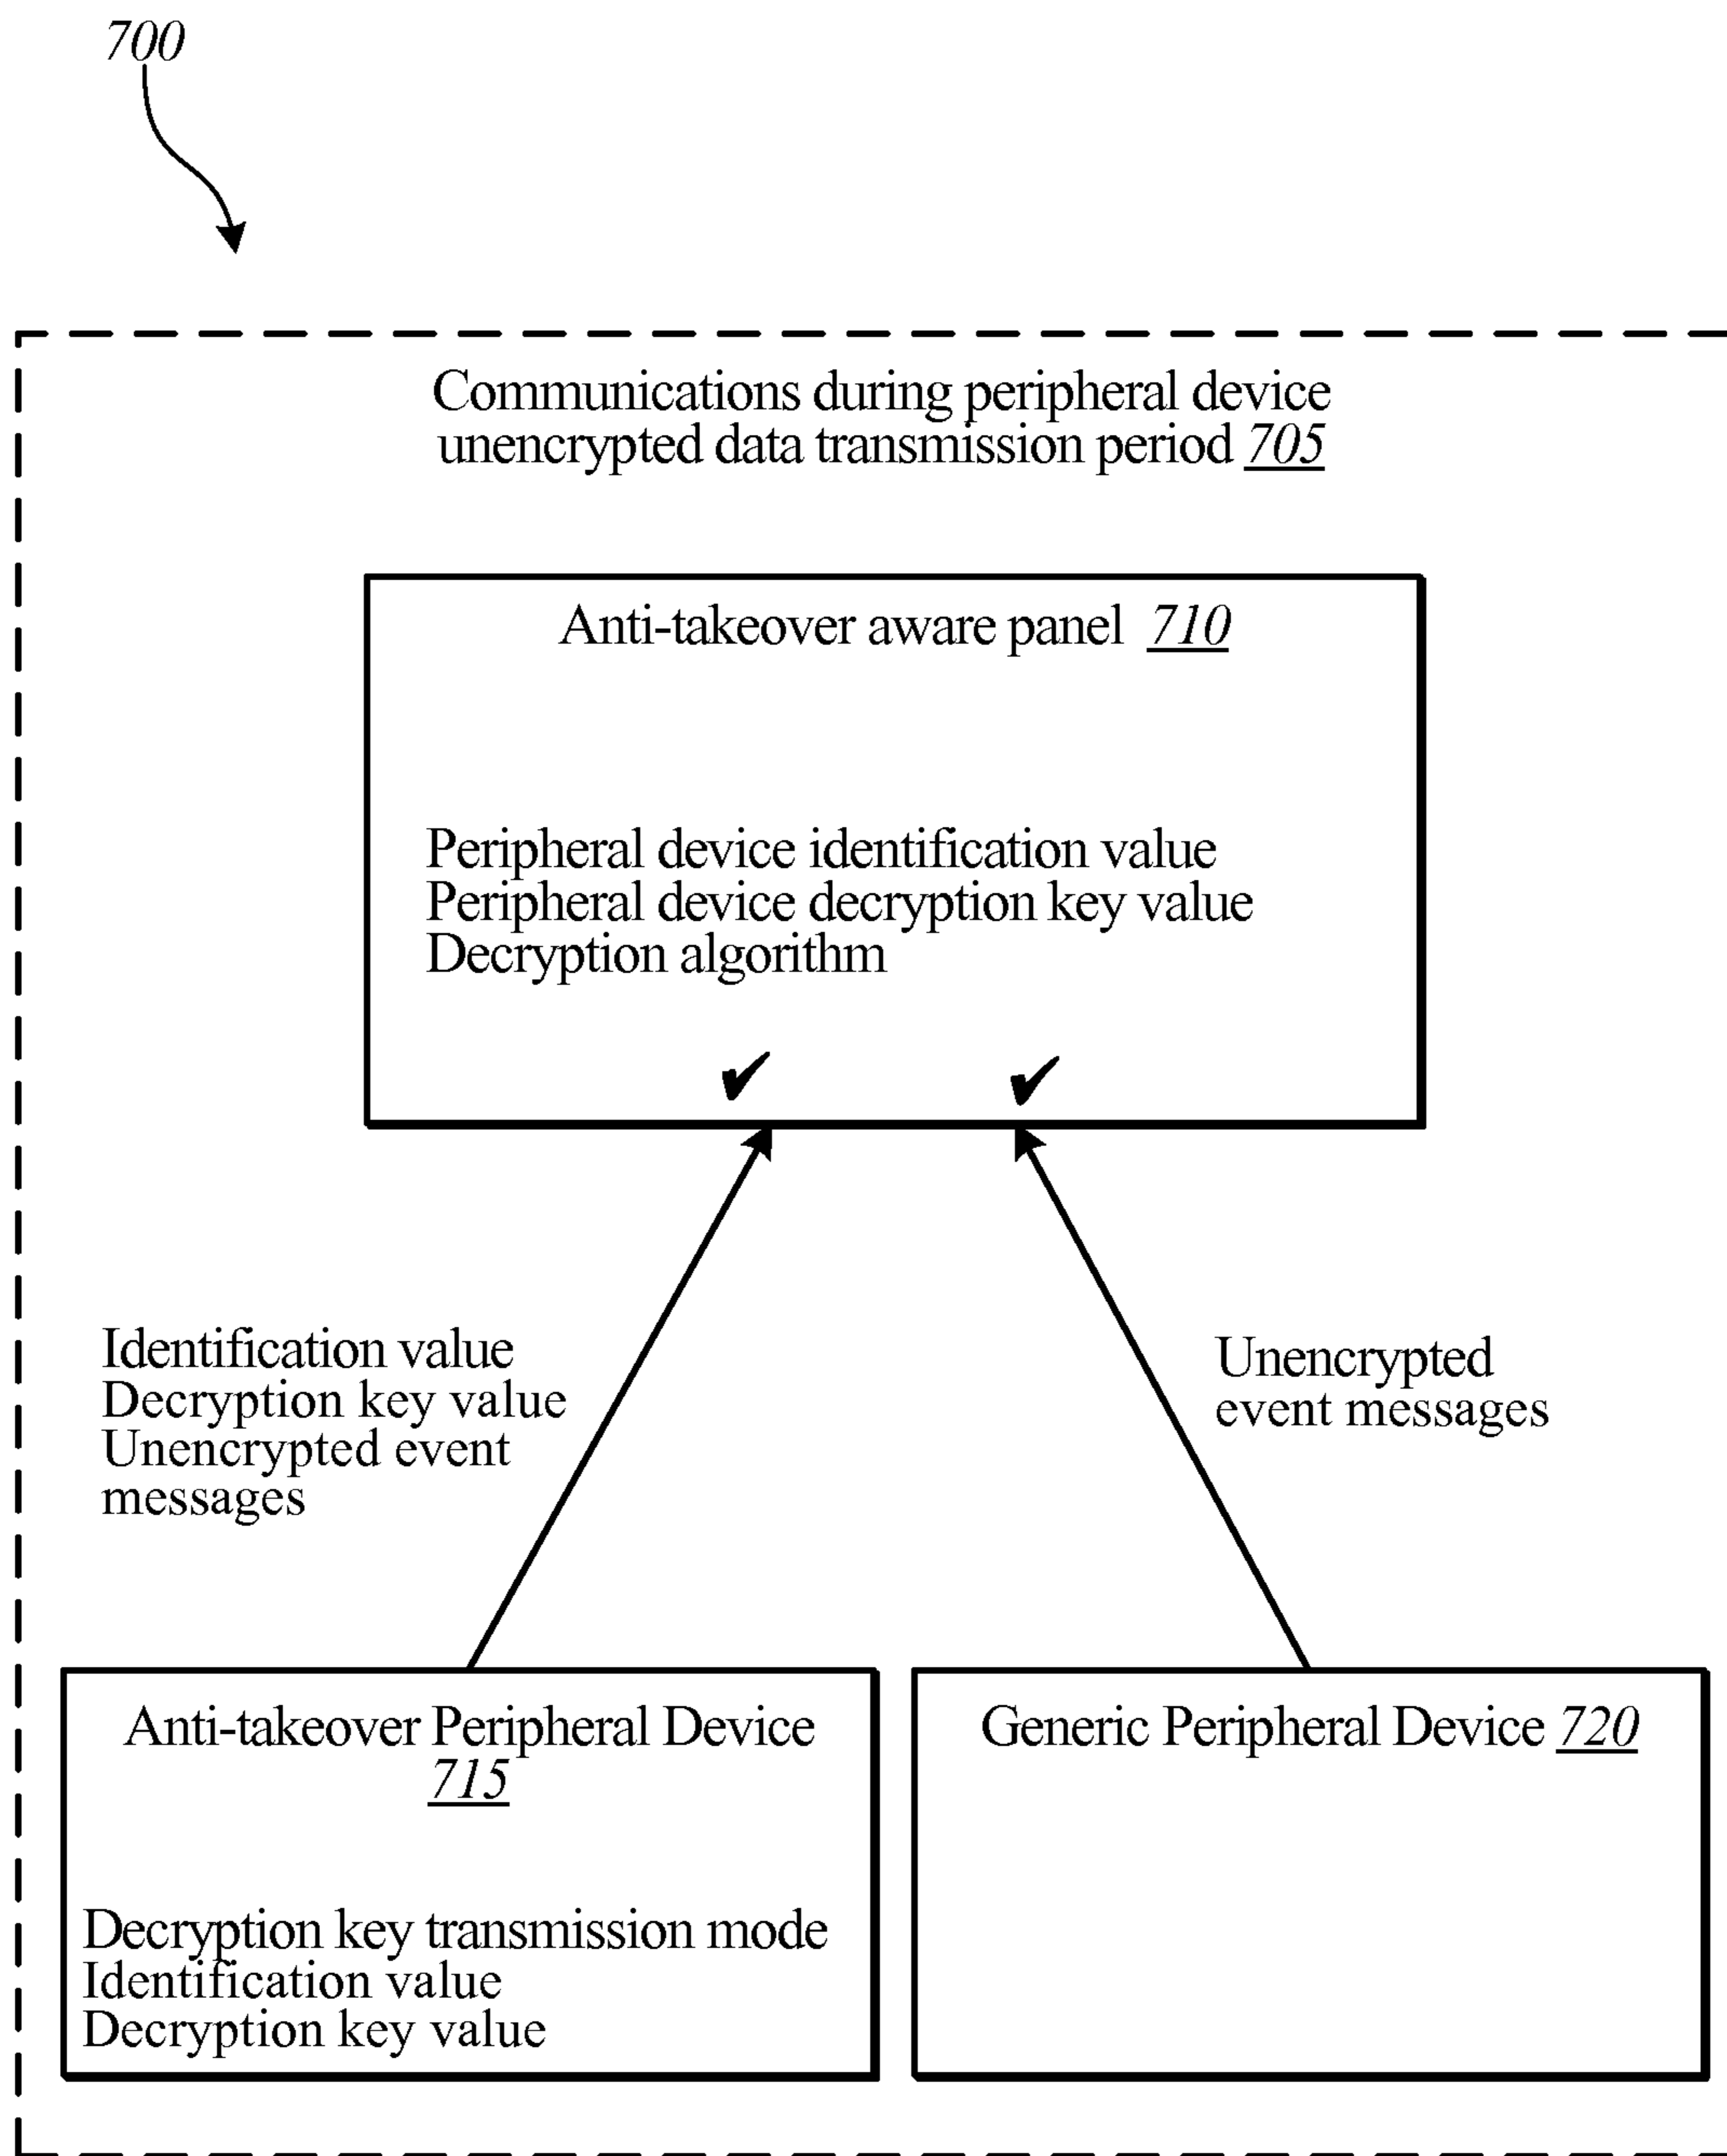 700
Communications during peripheral device
unencrypted data transmission period 705
Anti-takeover aware panel 710
Peripheral device identification value
Peripheral device decryption key value
Decryption algorithm
Identification value
Decryption key value
Unencrypted event
messages
Unencrypted
event messages
Anti-takeover Peripheral Device
715
Decryption key transmission mode
Identification value
Decryption key value
Generic Peripheral Device 720